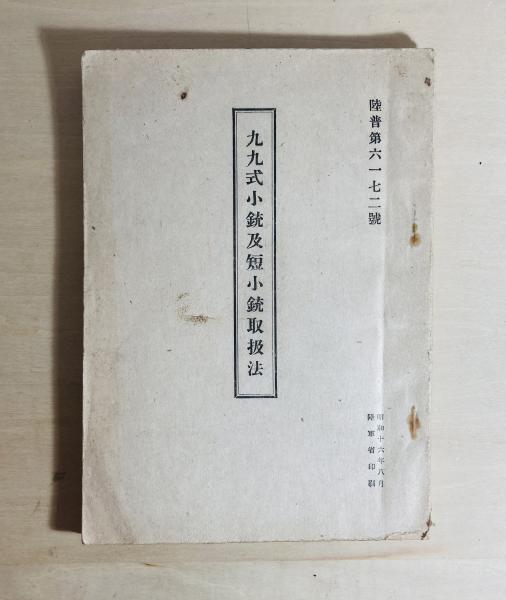 陸普第六一七二號
九九式小銃及短小銃取扱法
昭和十六年八月
陸軍省印刷